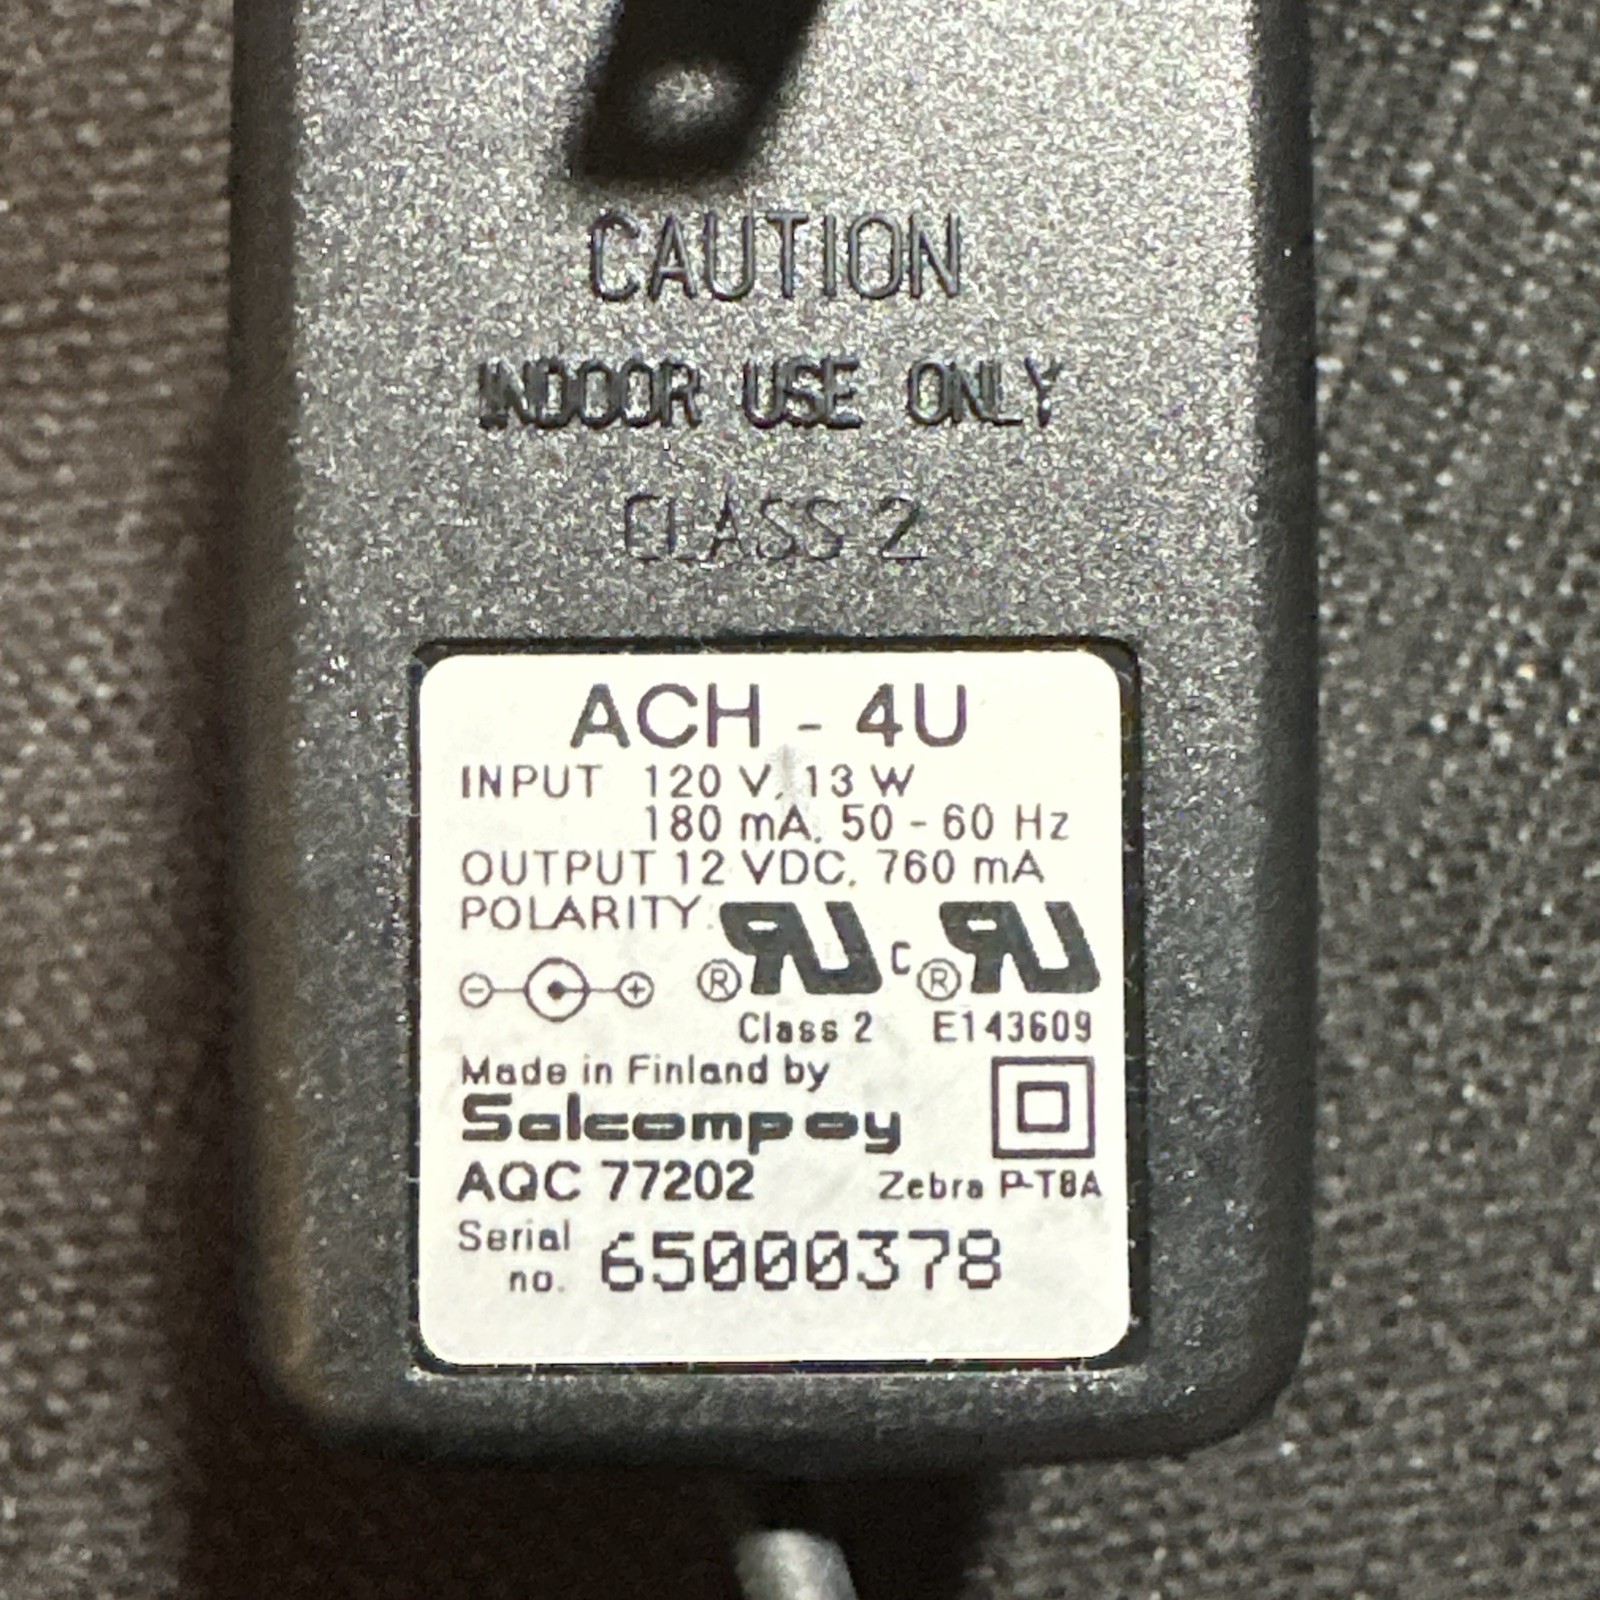 CAUTION
INDOOR USE ONLY
CLASS 2
ACH - 4U
INPUT 120 V, 13 W
180 mA, 50 - 60 Hz
OUTPUT 12 VDC, 760 mA
POLARITY:
Class 2 E143609
Made in Finland by
Salcomp oy
AQC 77202 Zebra P-T8A
Serial no. 65000378